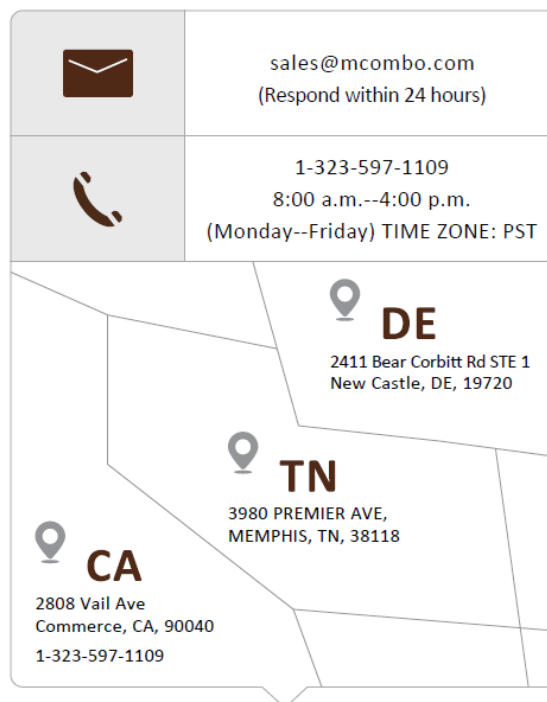 sales@mcombo.com
(Respond within 24 hours)
1-323-597-1109
8:00 a.m.--4:00 p.m.
(Monday--Friday) TIME ZONE: PST
DE
2411 Bear Corbitt Rd STE 1
New Castle, DE, 19720
TN
3980 PREMIER AVE,
MEMPHIS, TN, 38118
CA
2808 Vail Ave
Commerce, CA, 90040
1-323-597-1109